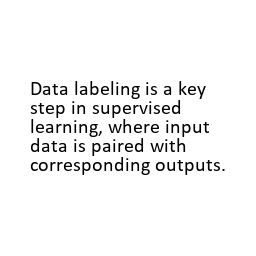 Data labeling is a key
step in supervised
learning, where input
data is paired with
corresponding outputs.